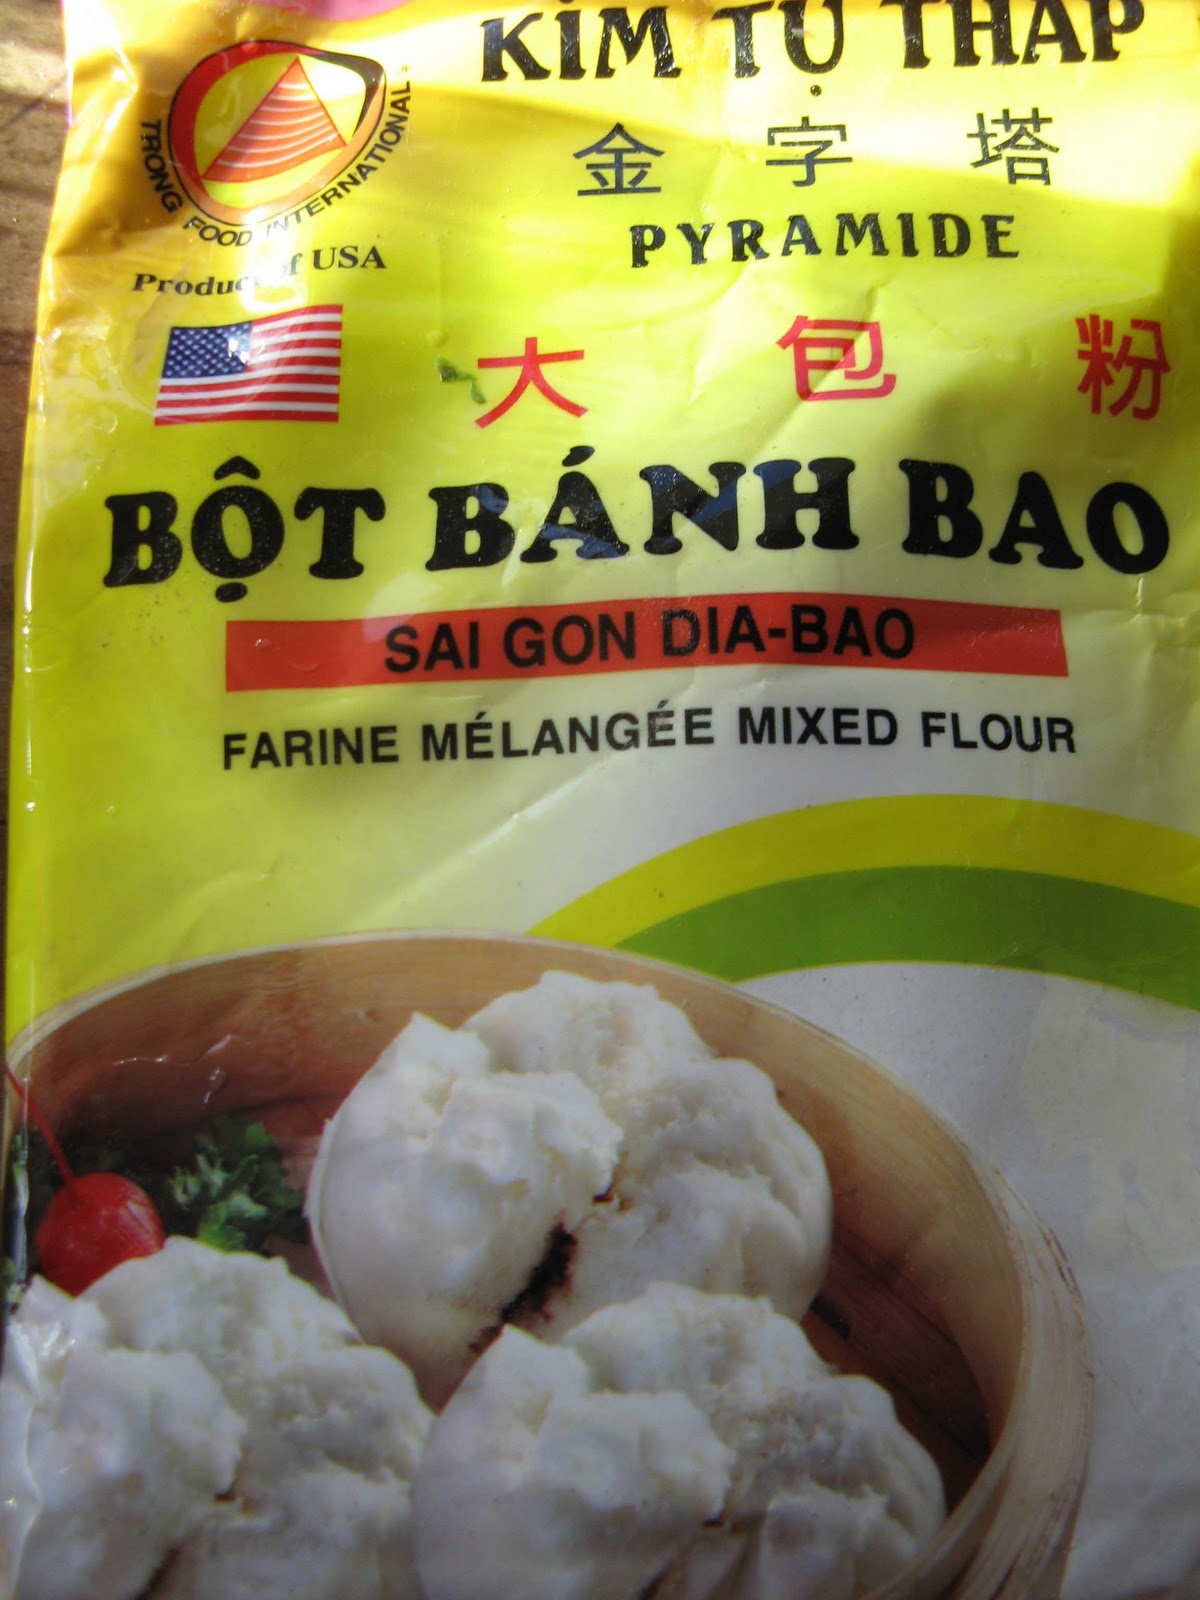 KIM TỰ THÁP
金字塔
PYRAMIDE
TRONG FOOD INTERNATIONAL
Product of USA
大包粉
BỘT BÁNH BAO
SAI GON DIA-BAO
FARINE MÉLANGÉE MIXED FLOUR